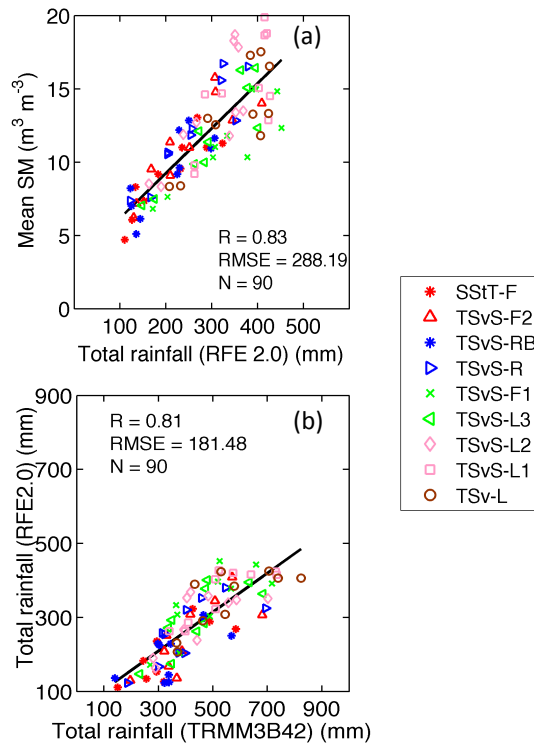 (a)
20
15
10
5
0
Mean SM (m³ m⁻³)
R = 0.83
RMSE = 288.19
N = 90
100 200 300 400 500
Total rainfall (RFE 2.0) (mm)
SStT-F
TSvS-F2
TSvS-RB
TSvS-R
TSvS-F1
TSvS-L3
TSvS-L2
TSvS-L1
TSv-L
(b)
900
700
500
300
100
Total rainfall (RFE2.0) (mm)
R = 0.81
RMSE = 181.48
N = 90
100 300 500 700 900
Total rainfall (TRMM3B42) (mm)